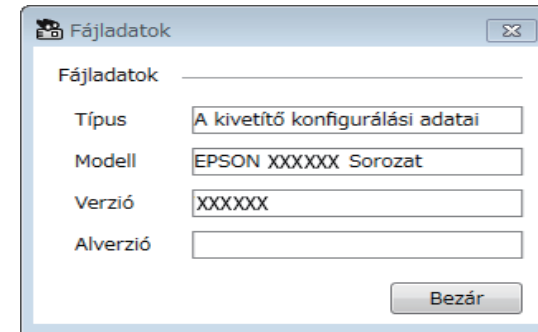 Fájladatok
Fájladatok
Típus A kivetítő konfigurálási adatai
Modell EPSON XXXXXX Sorozat
Verzió XXXXXX
Alverzió
Bezár